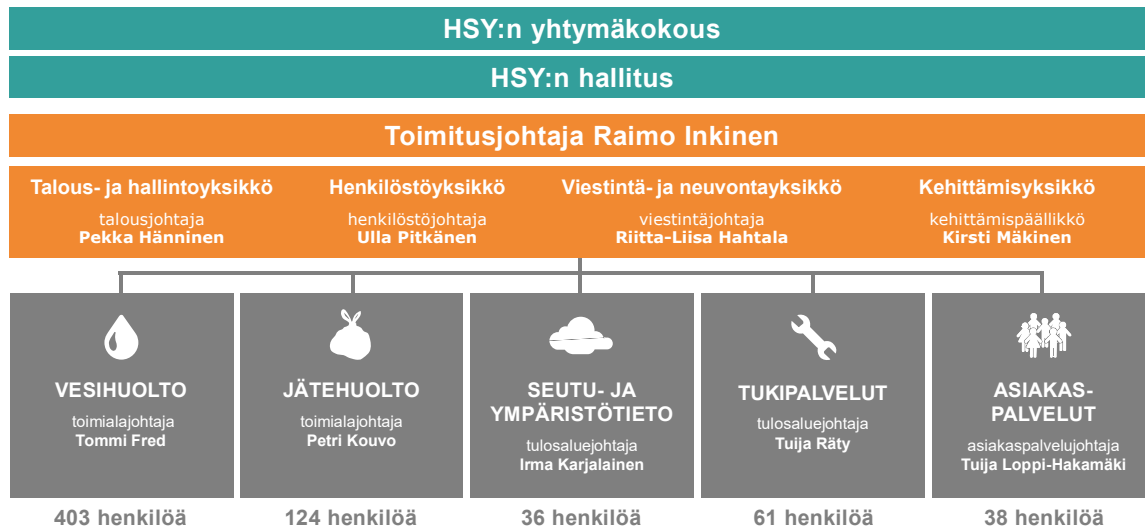 HSY:n yhtymäkokous
HSY:n hallitus
Toimitusjohtaja Raimo Inkinen
Talous- ja hallintoyksikkö
talousjohtaja
Pekka Hänninen
Henkilöstöyksikkö
henkilöstöjohtaja
Ulla Pitkänen
Viestintä- ja neuvontayksikkö
viestintäjohtaja
Riitta-Liisa Hahtala
Kehittämisyksikkö
kehittämispäällikkö
Kirsti Mäkinen
VESIHUOLTO
toimialajohtaja
Tommi Fred
403 henkilöä
JÄTEHUOLTO
toimialajohtaja
Petri Kouvo
124 henkilöä
SEUTU- JA
YMPÄRISTÖTIETO
tulosaluejohtaja
Irma Karjalainen
36 henkilöä
TUKIPALVELUT
tulosaluejohtaja
Tuija Räty
61 henkilöä
ASIAKAS-
PALVELUT
asiakaspalvelujohtaja
Tuija Loppi-Hakamäki
38 henkilöä